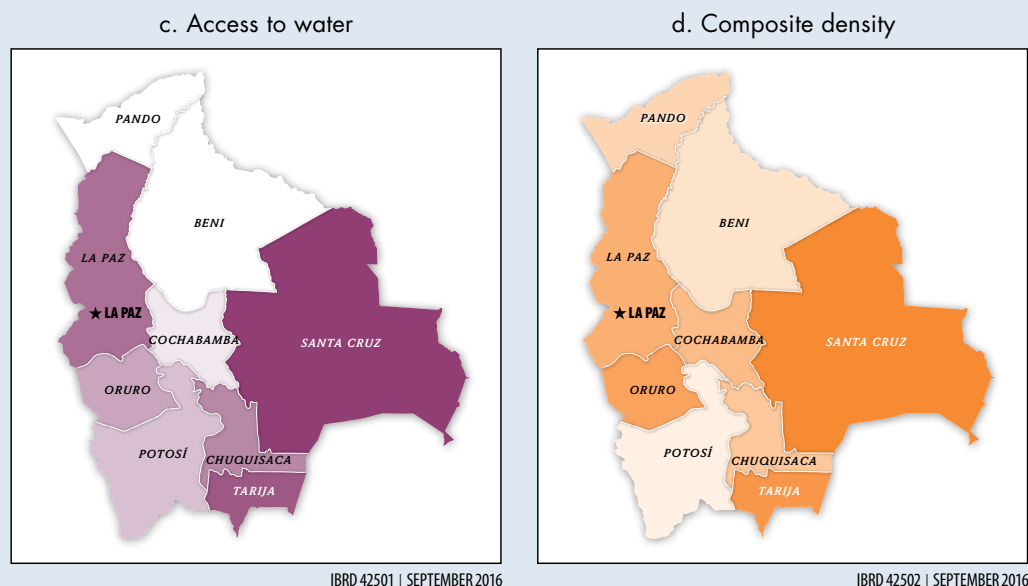 c. Access to water
PANDO
BENI
LA PAZ
★ LA PAZ
COCHABAMBA
SANTA CRUZ
ORURO
POTOSÍ
CHUQUISACA
TARIJA
IBRD 42501 | SEPTEMBER 2016
d. Composite density
PANDO
BENI
LA PAZ
★ LA PAZ
COCHABAMBA
SANTA CRUZ
ORURO
POTOSÍ
CHUQUISACA
TARIJA
IBRD 42502 | SEPTEMBER 2016